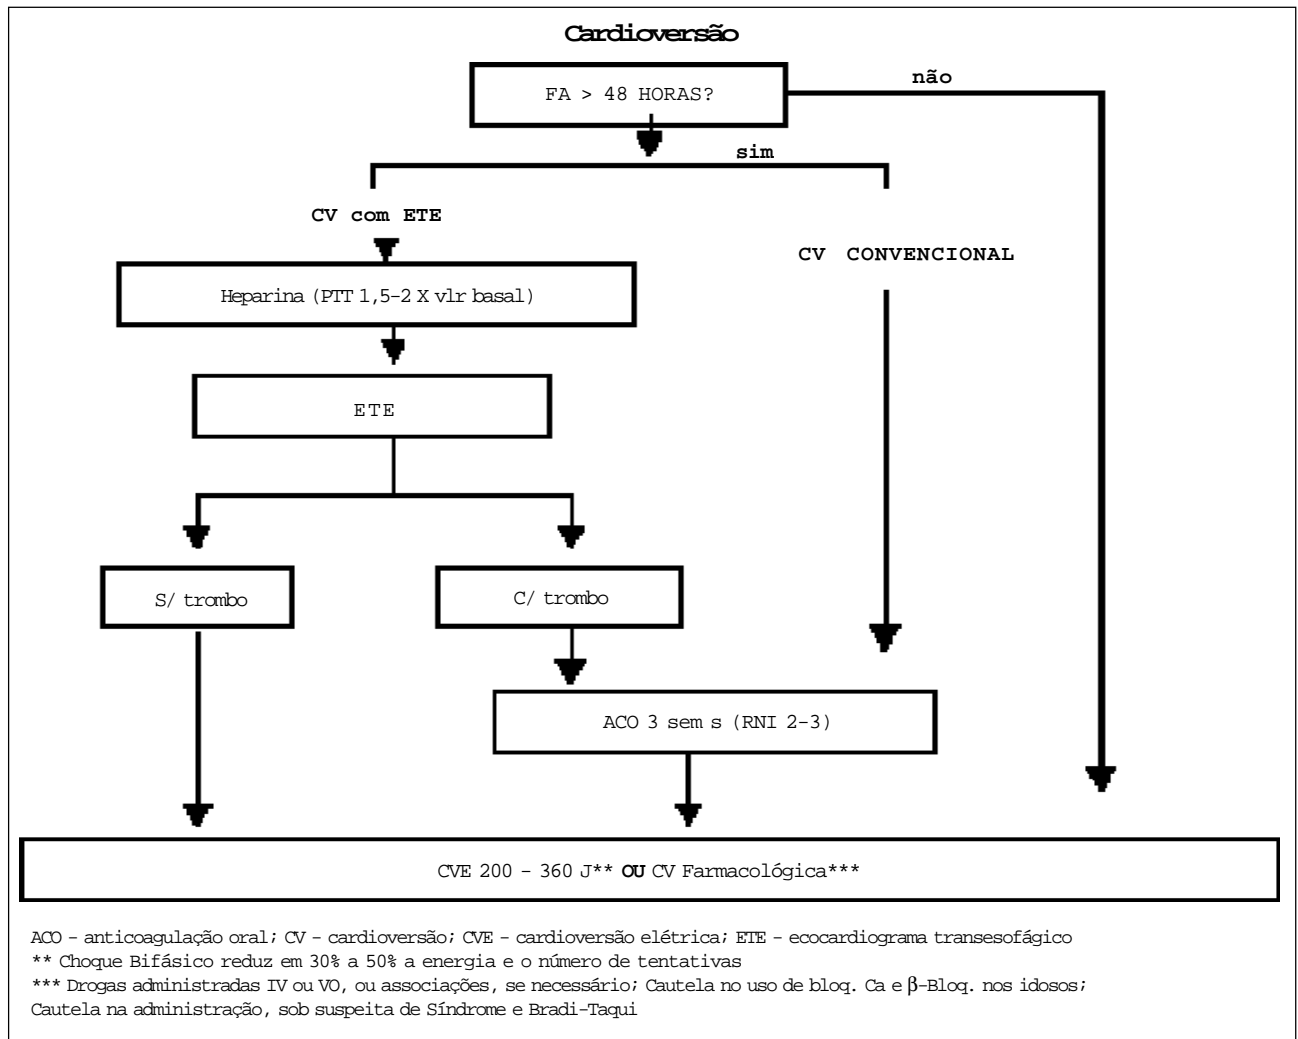 Cardioversão
FA > 48 HORAS?
não
sim
CV com ETE
CV CONVENCIONAL
Heparina (PTT 1,5-2 X vlr basal)
ETE
S/ trombo
C/ trombo
ACO 3 sem s (RNI 2-3)
CVE 200 - 360 J** OU CV Farmacológica***
ACO - anticoagulação oral; CV - cardioversão; CVE - cardioversão elétrica; ETE - ecocardiograma transesofágico
** Choque Bifásico reduz em 30% a 50% a energia e o número de tentativas
*** Drogas administradas IV ou VO, ou associações, se necessário; Cautela no uso de bloq. Ca e β-Bloq. nos idosos;
Cautela na administração, sob suspeita de Síndrome e Bradi-Taqui